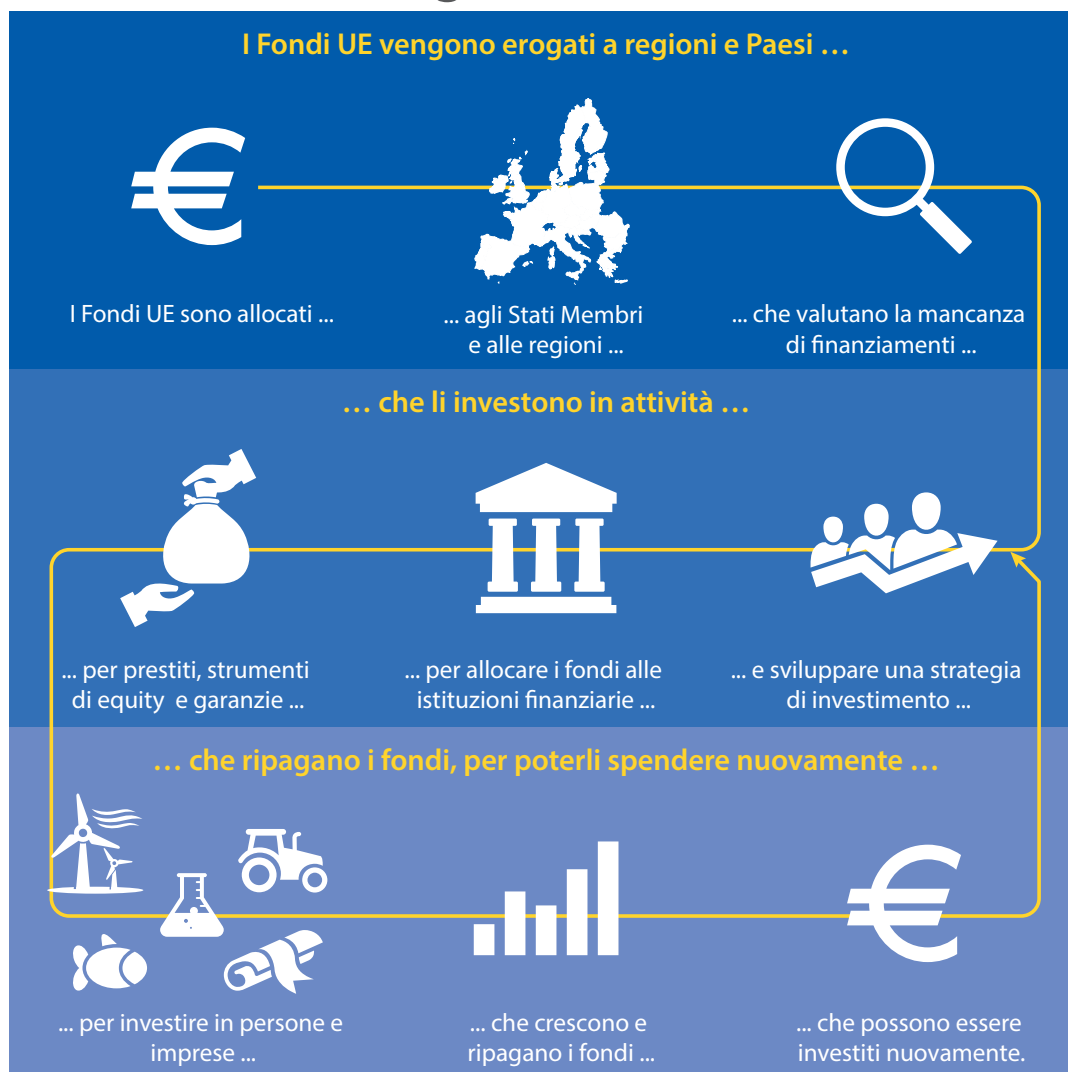 I Fondi UE vengono erogati a regioni e Paesi …
I Fondi UE sono allocati ...
... agli Stati Membri
e alle regioni ...
... che valutano la mancanza
di finanziamenti ...
… che li investono in attività …
... per prestiti, strumenti
di equity e garanzie ...
... per allocare i fondi alle
istituzioni finanziarie ...
... e sviluppare una strategia
di investimento ...
… che ripagano i fondi, per poterli spendere nuovamente …
... per investire in persone e
imprese ...
... che crescono e
ripagano i fondi ...
... che possono essere
investiti nuovamente.